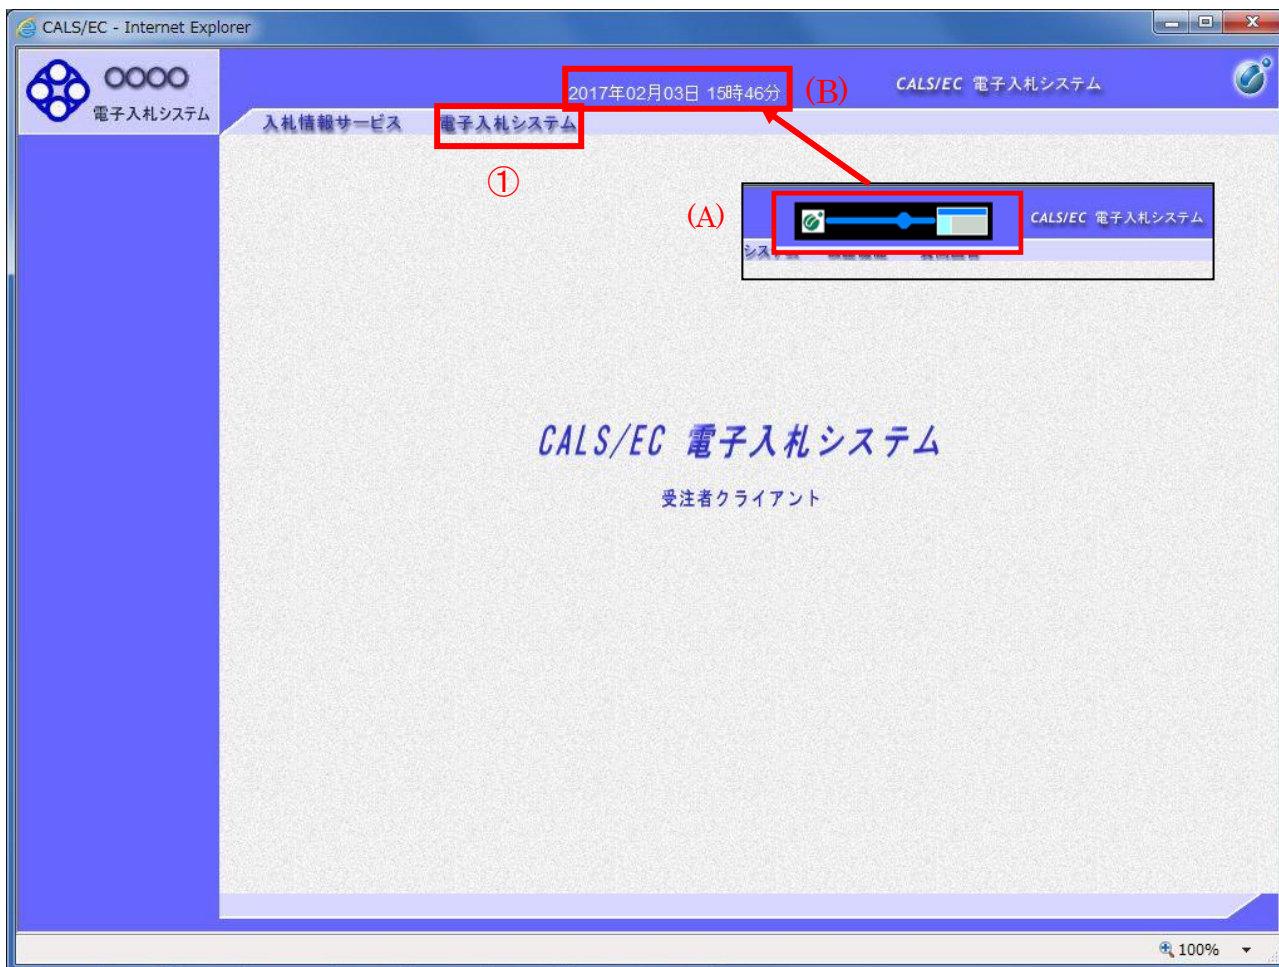 CALS/EC - Internet Explorer
○○○○
電子入札システム
2017年02月03日 15時46分
(B)
CALS/EC 電子入札システム
入札情報サービス 電子入札システム
①
(A)
CALS/EC 電子入札システム
システム
CALS/EC 電子入札システム
受注者クライアント
100%